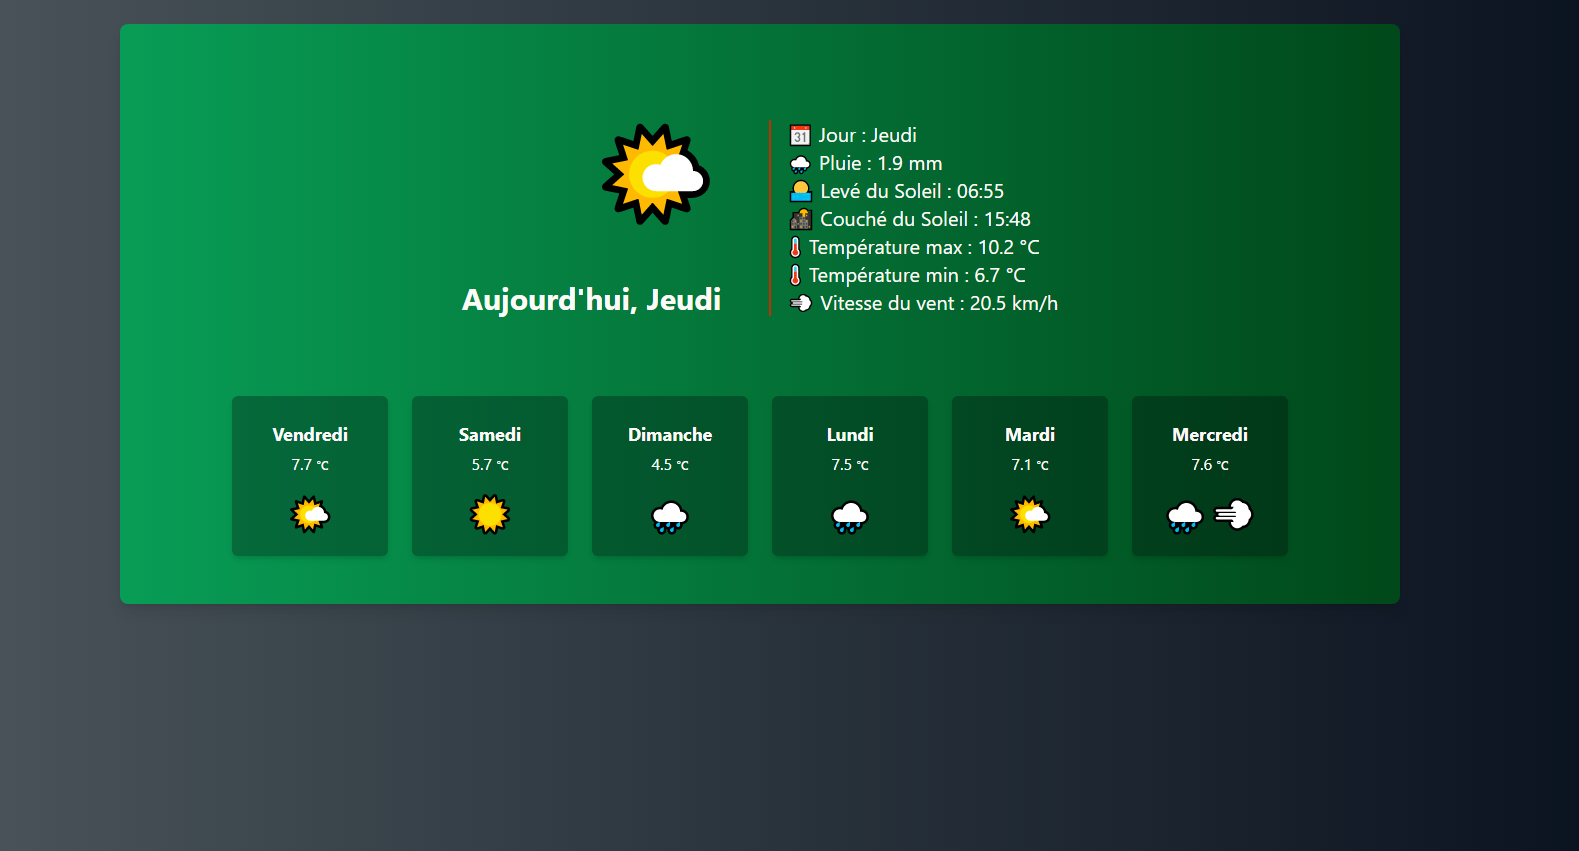 31 Jour : Jeudi
Pluie : 1.9 mm
Levé du Soleil : 06:55
Couché du Soleil : 15:48
Température max : 10.2 °C
Température min : 6.7 °C
Vitesse du vent : 20.5 km/h
Aujourd'hui, Jeudi
Vendredi
7.7 °C
Samedi
5.7 °C
Dimanche
4.5 °C
Lundi
7.5 °C
Mardi
7.1 °C
Mercredi
7.6 °C